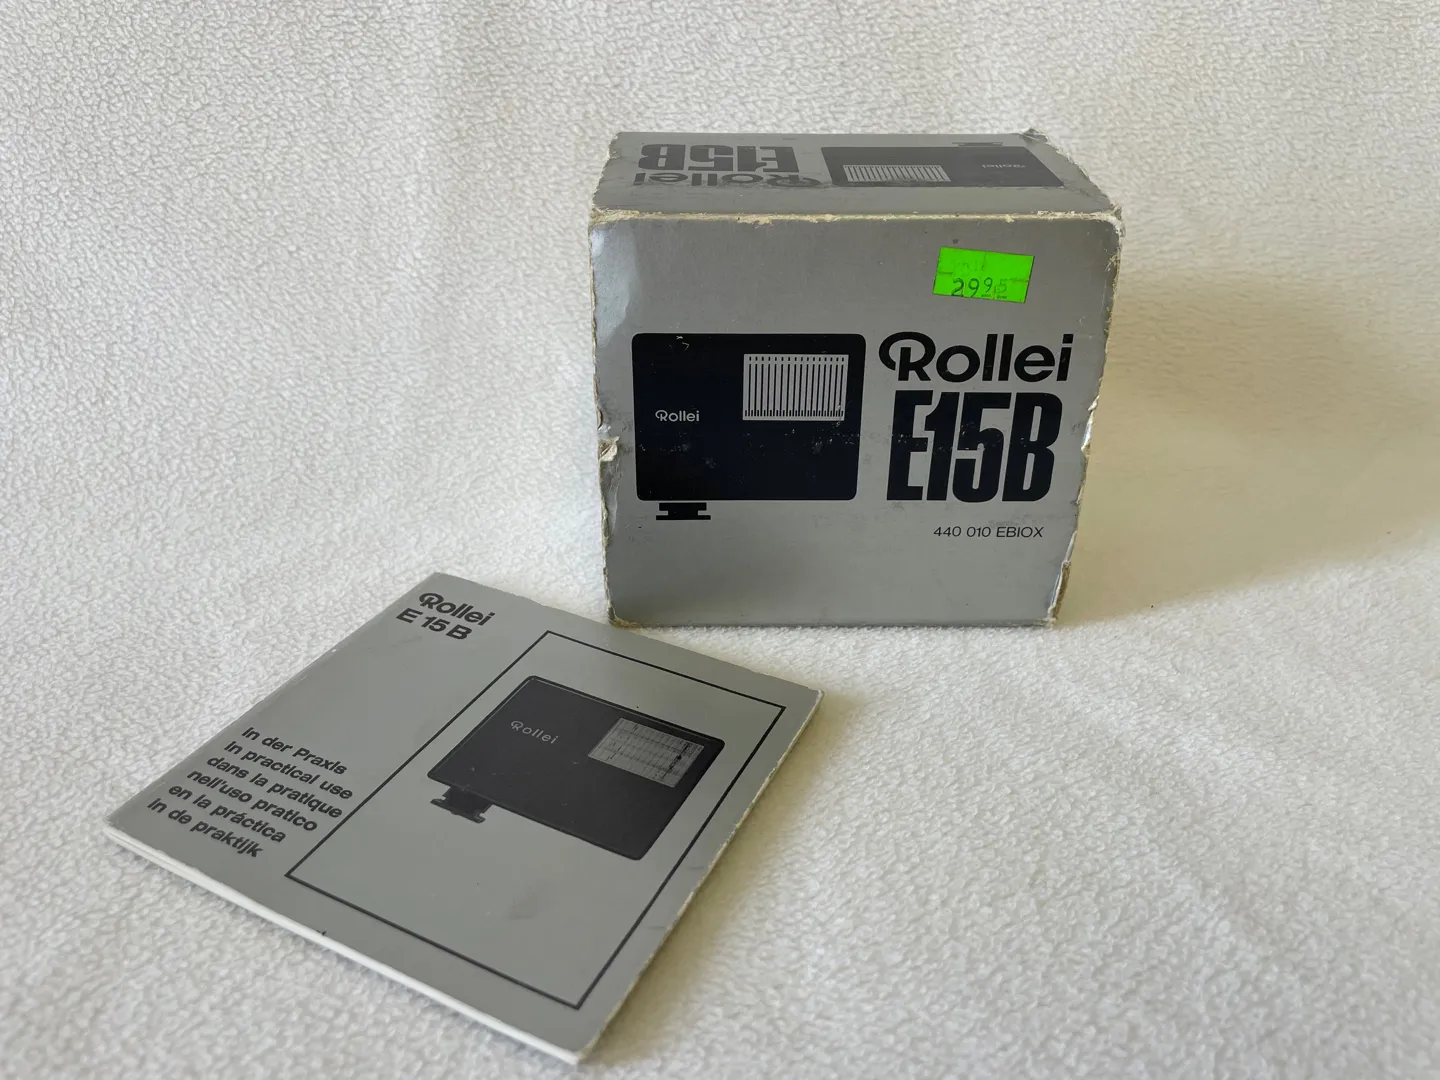 Rollei
E15B
Rollei
29.95
Rollei
Rollei
E15B
440 010 EBIOX
Rollei
E 15 B
Rollei
In der Praxis
in practical use
dans la pratique
nell'uso pratico
en la práctica
in de praktijk